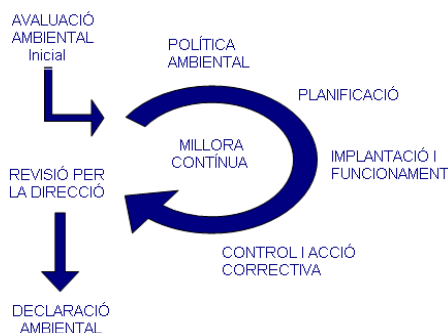 AVALUACIÓ
AMBIENTAL
Inicial
POLÍTICA
AMBIENTAL
PLANIFICACIÓ
MILLORA
CONTÍNUA
IMPLANTACIÓ I
FUNCIONAMENT
REVISIÓ PER
LA DIRECCIÓ
CONTROL I ACCIÓ
CORRECTIVA
DECLARACIÓ
AMBIENTAL